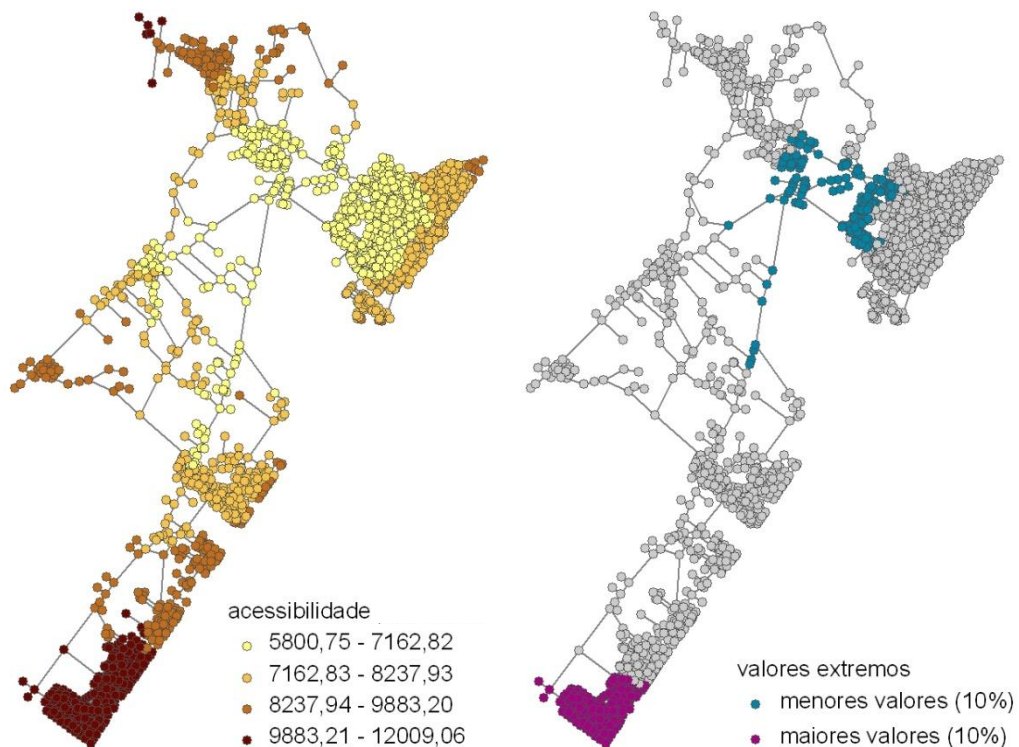 acessibilidade
5800,75 - 7162,82
7162,83 - 8237,93
8237,94 - 9883,20
9883,21 - 12009,06
valores extremos
menores valores (10%)
maiores valores (10%)